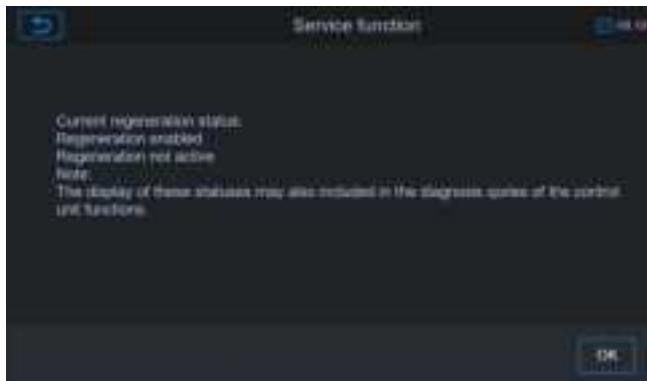 Service function
Current regeneration status:
Regeneration enabled
Regeneration not active
Note:
The display of these statuses may also included in the diagnosis of the control
unit functions.
OK